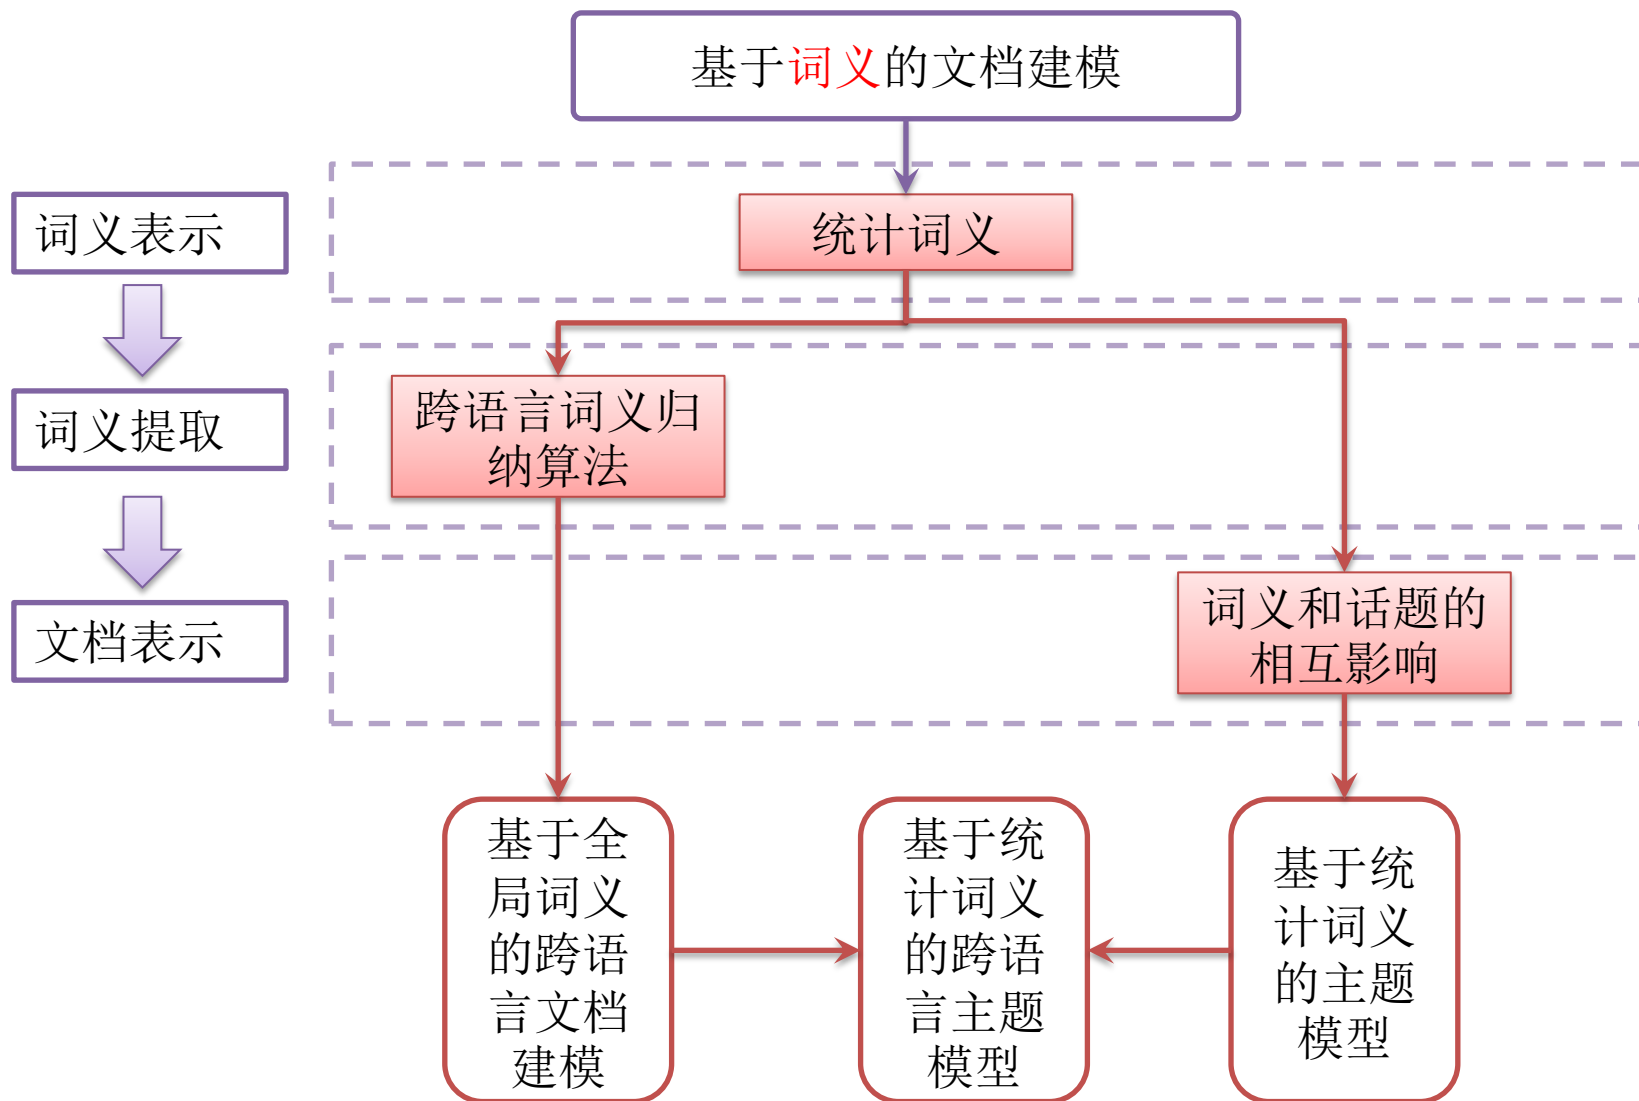 基于词义的文档建模
词义表示
统计词义
词义提取
跨语言词义归
纳算法
文档表示
词义和话题的
相互影响
基于全
局词义
的跨语
言文档
建模
基于统
计词义
的跨语
言主题
模型
基于统
计词义
的主题
模型